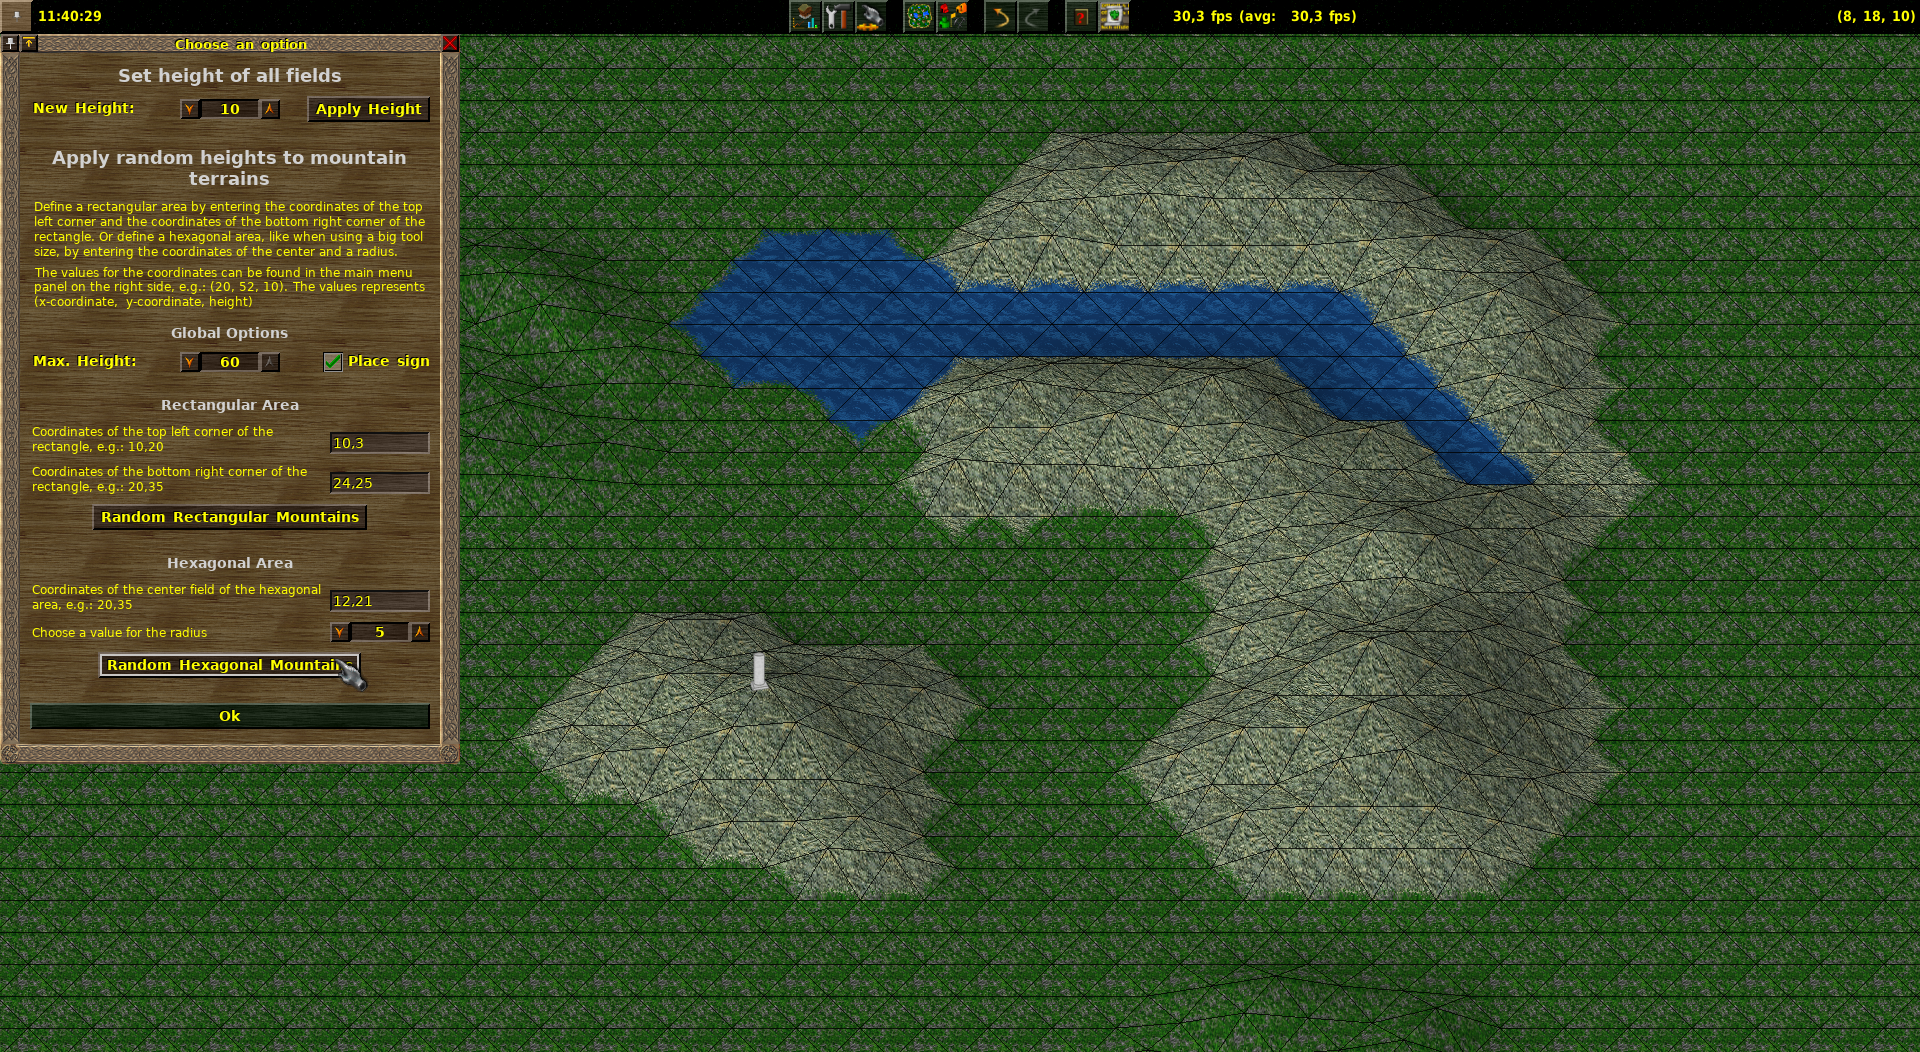 11:40:29
30,3 fps (avg: 30,3 fps)
(8, 18, 10)
Choose an option
Set height of all fields
New Height:
10
Apply Height
Apply random heights to mountain
terrains
Define a rectangular area by entering the coordinates of the top
left corner and the coordinates of the bottom right corner of the
rectangle. Or define a hexagonal area, like when using a big tool
size, by entering the coordinates of the center and a radius.
The values for the coordinates can be found in the main menu
panel on the right side, e.g.: (20, 52, 10). The values represents
(x-coordinate, y-coordinate, height)
Global Options
Max. Height:
60
Place sign
Rectangular Area
Coordinates of the top left corner of the
rectangle, e.g.: 10,20
10,3
Coordinates of the bottom right corner of the
rectangle, e.g.: 20,35
24,25
Random Rectangular Mountains
Hexagonal Area
Coordinates of the center field of the hexagonal
area, e.g.: 20,35
12,21
Choose a value for the radius
5
Random Hexagonal Mountains
Ok